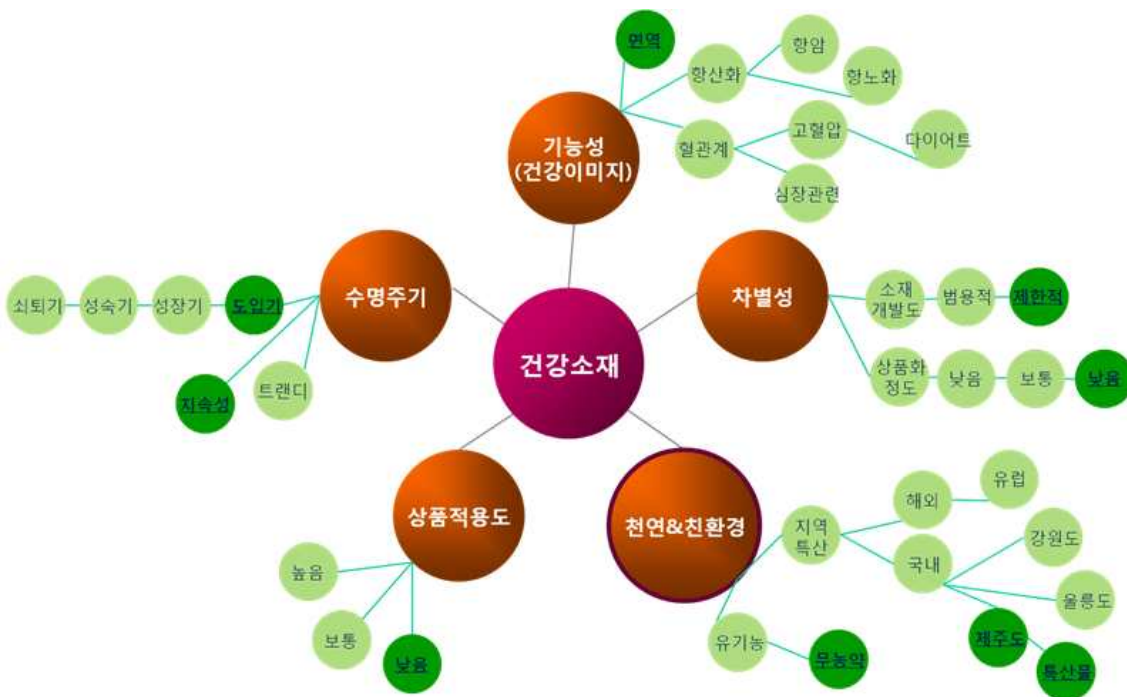 면역
항산화
항암
항노화
혈관계
고혈압
다이어트
심장관련
기능성
(건강이미지)
수명주기
쇠퇴기
성숙기
성장기
도입기
지속성
트랜디
차별성
소재
개발도
범용적
제한적
상품화
정도
낮음
보통
낮음
건강소재
상품적용도
높음
보통
낮음
천연&친환경
지역
특산
해외
유럽
국내
강원도
울릉도
제주도
특산물
유기농
무농약